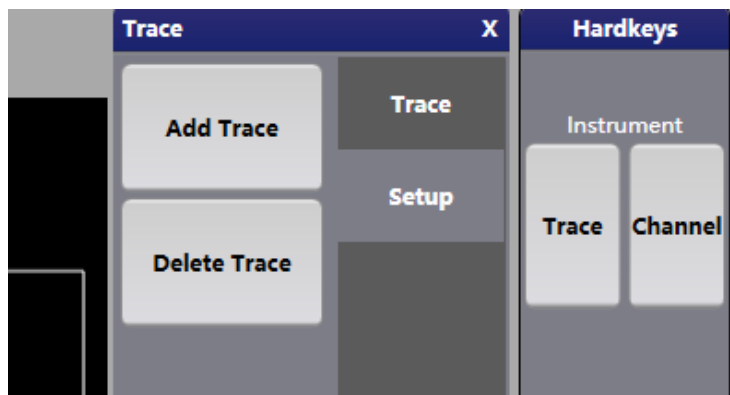 Trace X
Add Trace
Delete Trace
Trace
Setup
Hardkeys
Instrument
Trace Channel